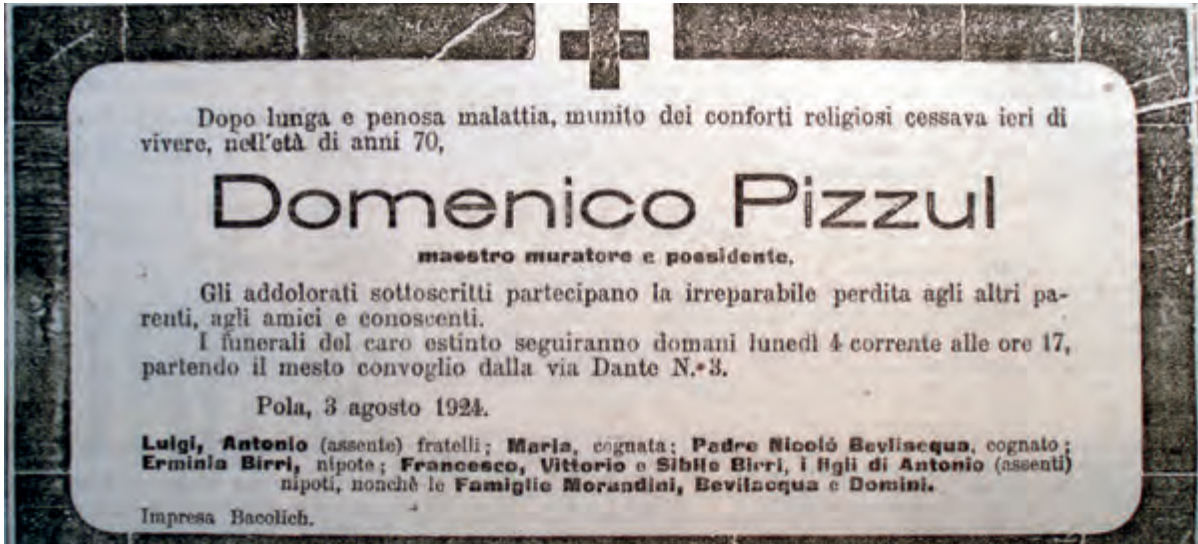 Dopo lunga e penosa malattia, munito dei conforti religiosi cessava ieri di
vivere, nell'età di anni 70,
Domenico Pizzul
maestro muratore e possidente.
Gli addolorati sottoscritti partecipano la irreparabile perdita agli altri pa-
renti, agli amici e conoscenti.
I funerali del caro estinto seguiranno domani lunedì 4 corrente alle ore 17,
partendo il mesto convoglio dalla via Dante N.° 3.
Pola, 3 agosto 1924.
Luigi, Antonio (assente) fratelli; Maria, cognata; Padre Nicoló Bevilacqua, cognato;
Erminia Birri, nipote; Francesco, Vittorio e Sibile Birri, i figli di Antonio (assenti)
nipoti, nonchè le Famiglie Morandini, Bevilacqua e Domini.
Impresa Bacolich.